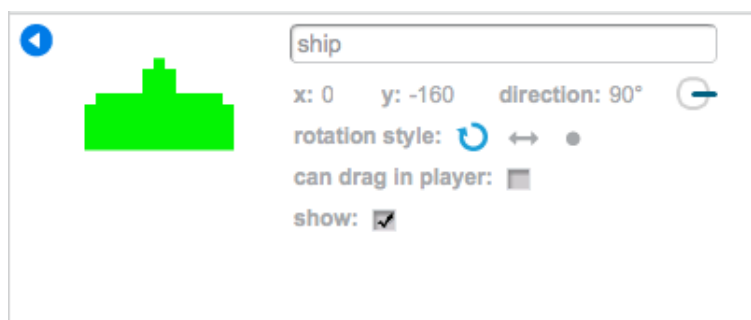 ship
x: 0 y: -160 direction: 90°
rotation style:
can drag in player:
show: